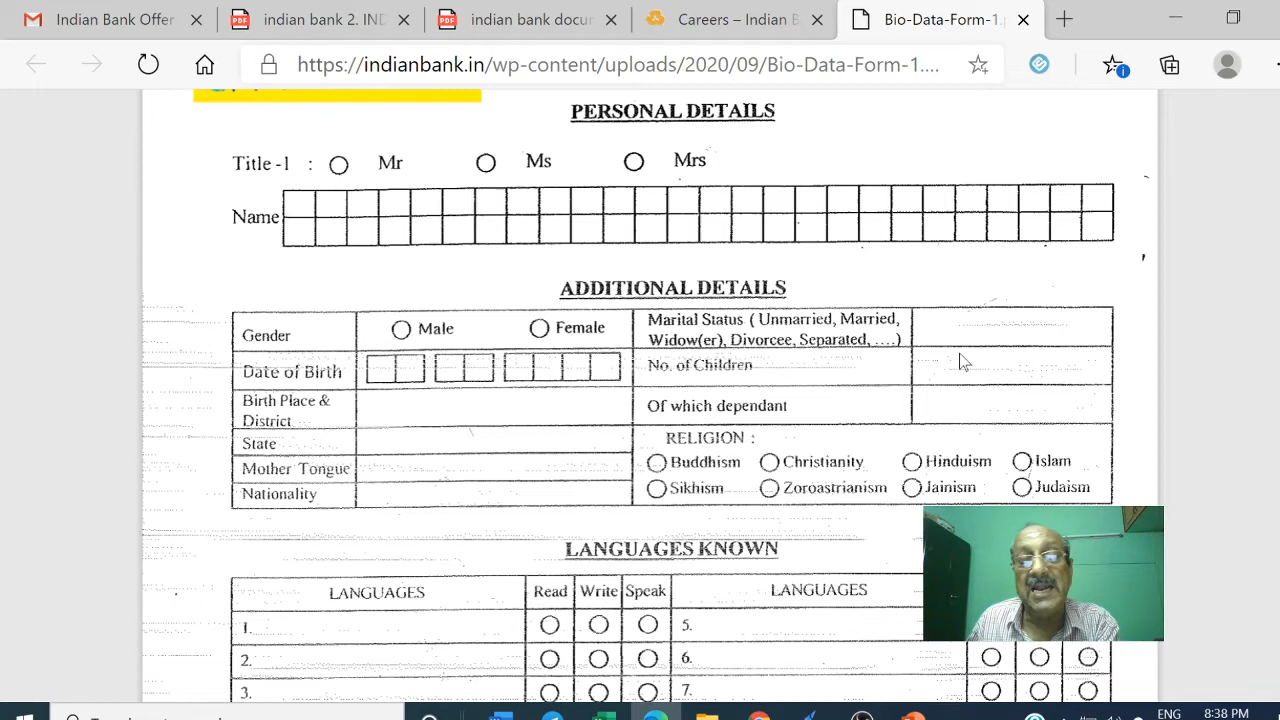 Indian Bank Offer
indian bank 2. IND
indian bank docur
Careers – Indian B
Bio-Data-Form-1.p
https://indianbank.in/wp-content/uploads/2020/09/Bio-Data-Form-1....
PERSONAL DETAILS
Title -1 : Mr Ms Mrs
Name
ADDITIONAL DETAILS
Gender Male Female
Marital Status ( Unmarried, Married,
Widow(er), Divorcee, Separated, ....)
Date of Birth
No. of Children
Birth Place &
District
Of which dependant
State
RELIGION :
Mother Tongue
Buddhism Christianity Hinduism Islam
Nationality
Sikhism Zoroastrianism Jainism Judaism
LANGUAGES KNOWN
LANGUAGES Read Write Speak LANGUAGES
1. 5.
2. 6.
3. 7.
ENG 8:38 PM